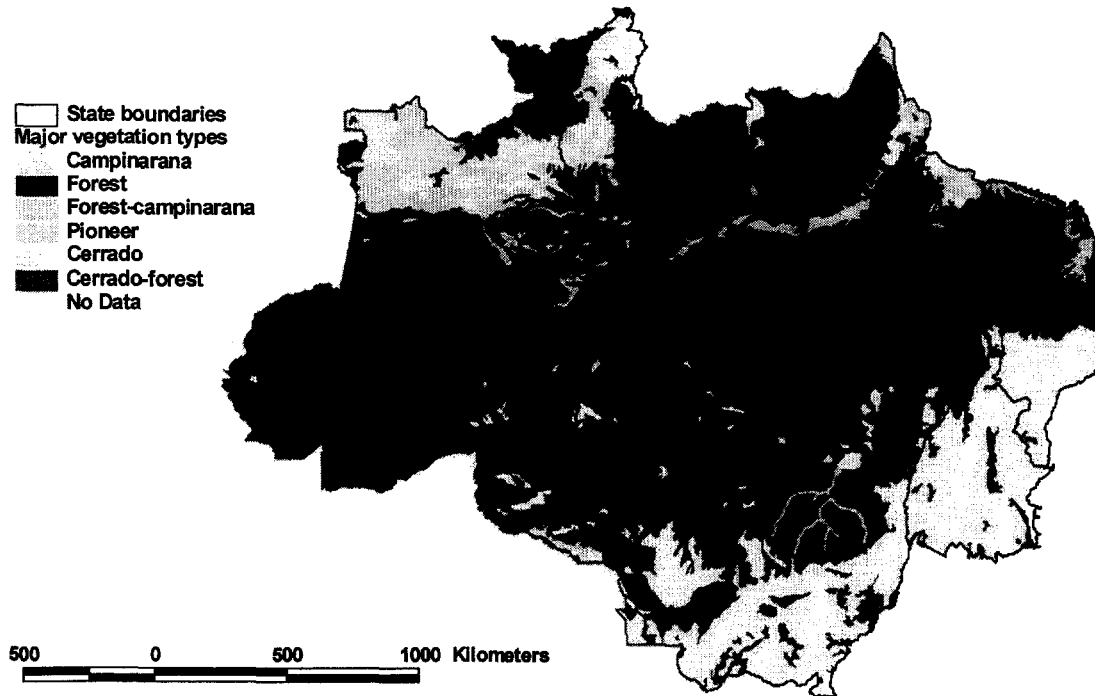 State boundaries
Major vegetation types
Campinarana
Forest
Forest-campinarana
Pioneer
Cerrado
Cerrado-forest
No Data
500 0 500 1000 Kilometers